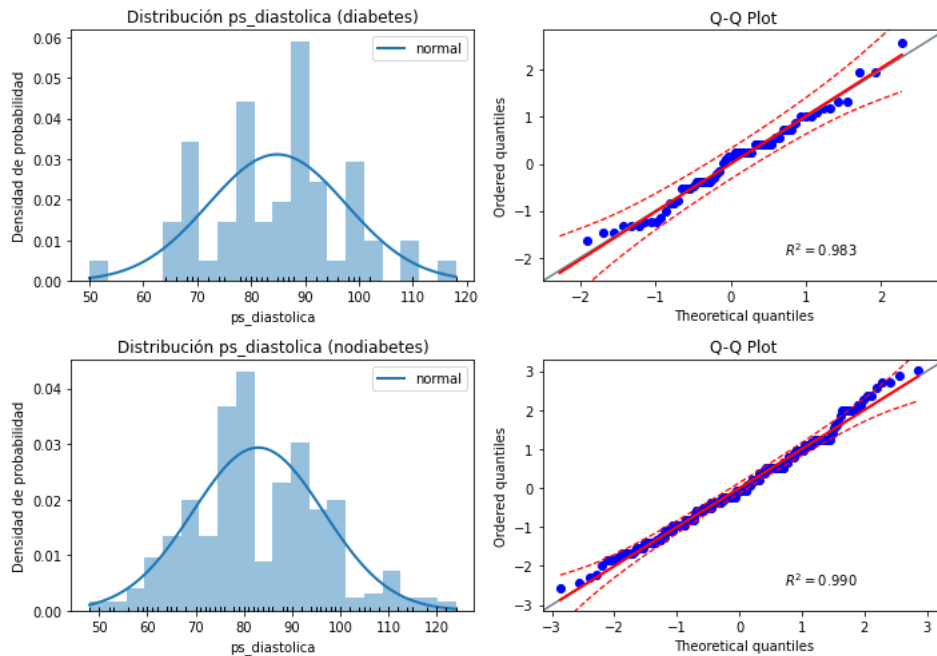 Distribución ps_diastolica (diabetes)
normal
Densidad de probabilidad
0.06
0.05
0.04
0.03
0.02
0.01
0.00
50 60 70 80 90 100 110 120
ps_diastolica
Q-Q Plot
Ordered quantiles
2
1
0
−1
−2
R² = 0.983
−2 −1 0 1 2
Theoretical quantiles
Distribución ps_diastolica (nodiabetes)
normal
Densidad de probabilidad
0.04
0.03
0.02
0.01
0.00
50 60 70 80 90 100 110 120
ps_diastolica
Q-Q Plot
Ordered quantiles
3
2
1
0
−1
−2
−3
R² = 0.990
−3 −2 −1 0 1 2 3
Theoretical quantiles